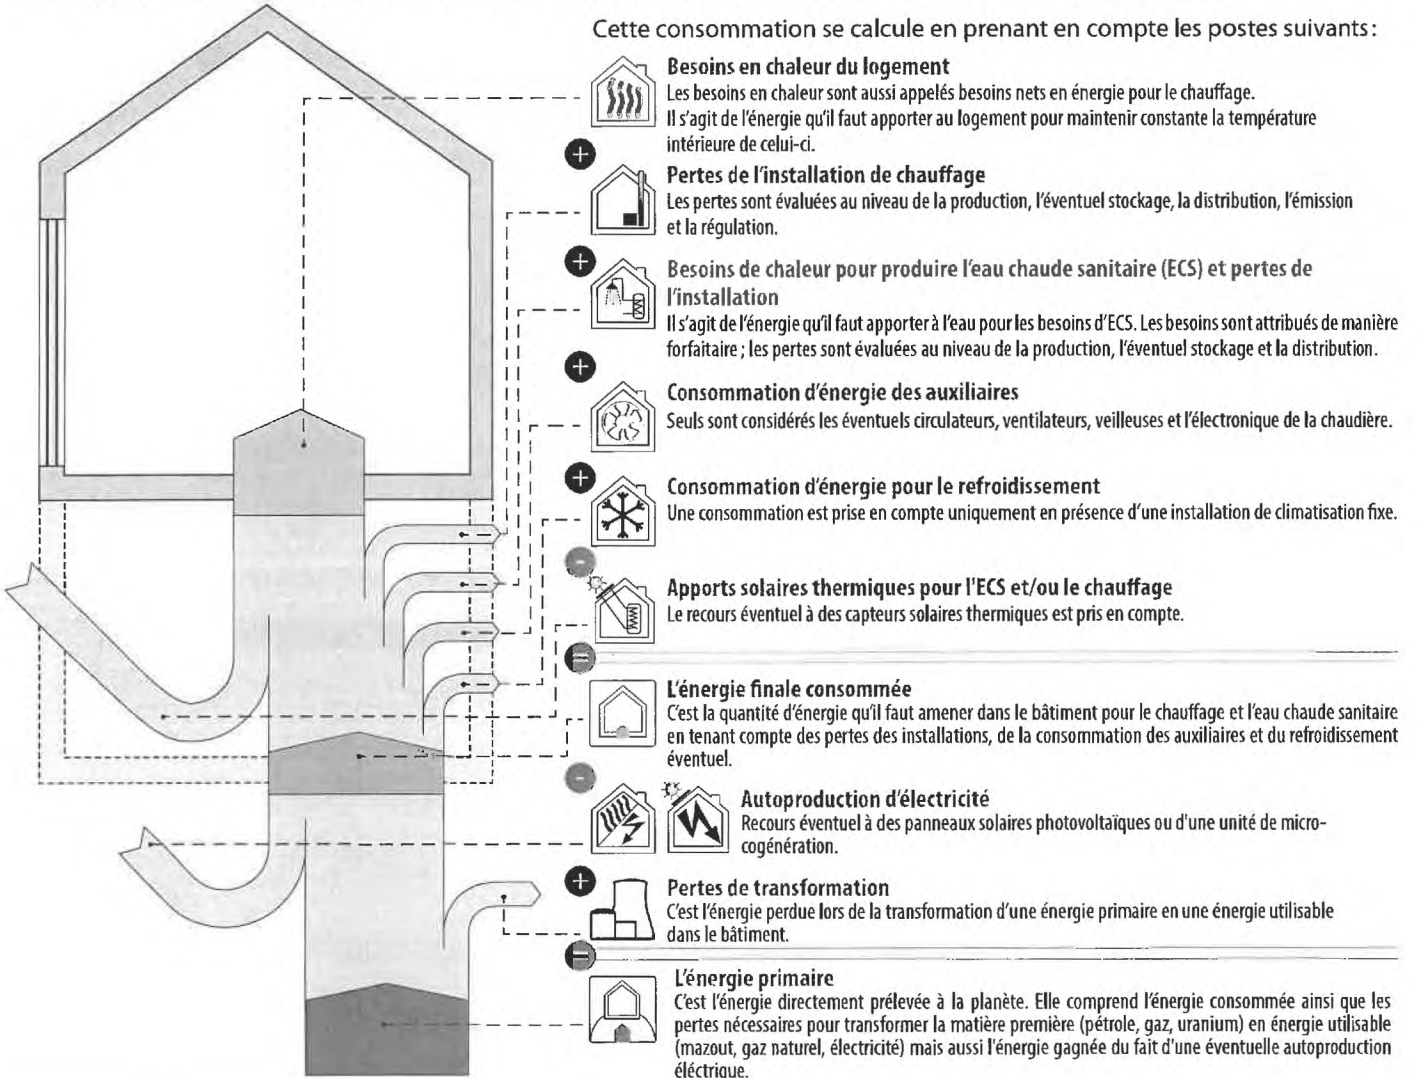 Cette consommation se calcule en prenant en compte les postes suivants:
Besoins en chaleur du logement
Les besoins en chaleur sont aussi appelés besoins nets en énergie pour le chauffage.
Il s'agit de l'énergie qu'il faut apporter au logement pour maintenir constante la température
intérieure de celui-ci.
+
Pertes de l'installation de chauffage
Les pertes sont évaluées au niveau de la production, l'éventuel stockage, la distribution, l'émission
et la régulation.
+
Besoins de chaleur pour produire l'eau chaude sanitaire (ECS) et pertes de
l'installation
Il s'agit de l'énergie qu'il faut apporter à l'eau pour les besoins d'ECS. Les besoins sont attribués de manière
forfaitaire ; les pertes sont évaluées au niveau de la production, l'éventuel stockage et la distribution.
+
Consommation d'énergie des auxiliaires
Seuls sont considérés les éventuels circulateurs, ventilateurs, veilleuses et l'électronique de la chaudière.
+
Consommation d'énergie pour le refroidissement
Une consommation est prise en compte uniquement en présence d'une installation de climatisation fixe.
-
Apports solaires thermiques pour l'ECS et/ou le chauffage
Le recours éventuel à des capteurs solaires thermiques est pris en compte.
=
L'énergie finale consommée
C'est la quantité d'énergie qu'il faut amener dans le bâtiment pour le chauffage et l'eau chaude sanitaire
en tenant compte des pertes des installations, de la consommation des auxiliaires et du refroidissement
éventuel.
-
Autoproduction d'électricité
Recours éventuel à des panneaux solaires photovoltaïques ou d'une unité de micro-
cogénération.
+
Pertes de transformation
C'est l'énergie perdue lors de la transformation d'une énergie primaire en une énergie utilisable
dans le bâtiment.
=
L'énergie primaire
C'est l'énergie directement prélevée à la planète. Elle comprend l'énergie consommée ainsi que les
pertes nécessaires pour transformer la matière première (pétrole, gaz, uranium) en énergie utilisable
(mazout, gaz naturel, électricité) mais aussi l'énergie gagnée du fait d'une éventuelle autoproduction
éléctrique.